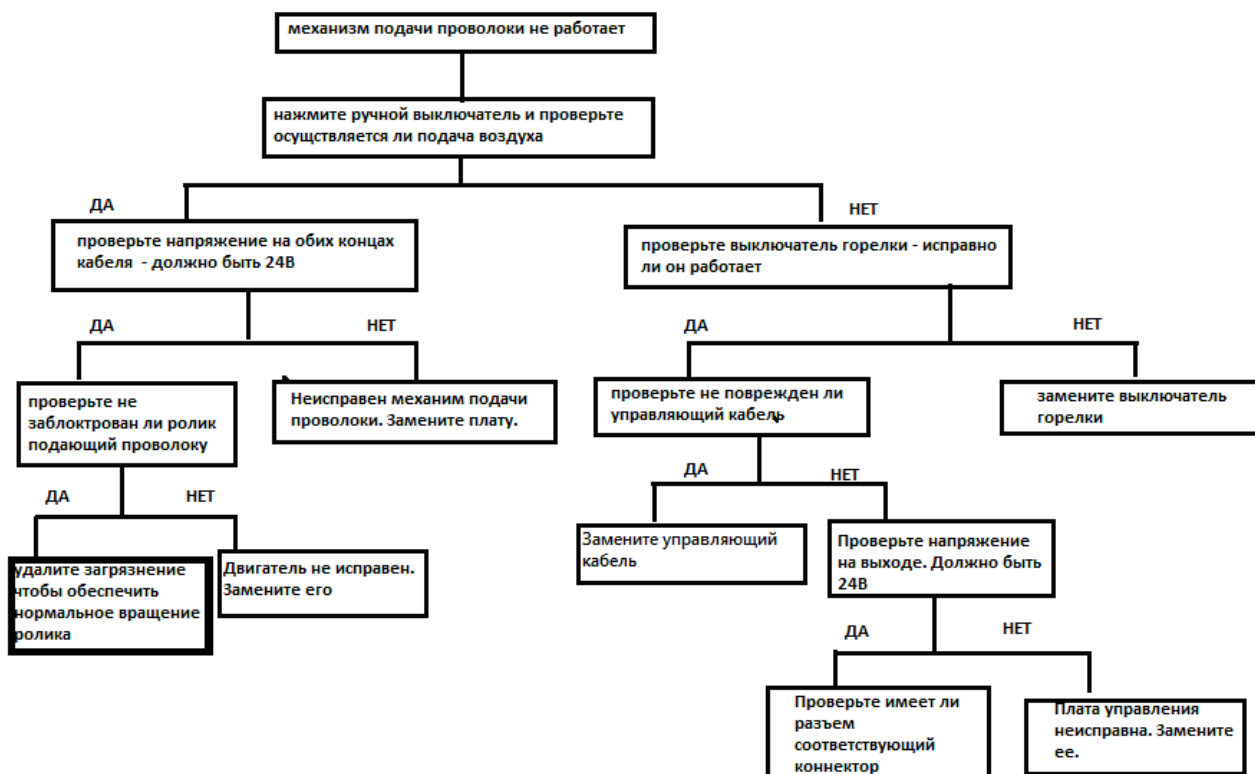 механизм подачи проволоки не работает
нажмите ручной выключатель и проверьте
осущствляется ли подача воздуха
ДА
НЕТ
проверьте напряжение на обих концах
кабеля - должно быть 24В
проверьте выключатель горелки - исправно
ли он работает
ДА
НЕТ
ДА
НЕТ
проверьте не
заблоктрован ли ролик
подающий проволоку
Неисправен механим подачи
проволоки. Замените плату.
проверьте не поврежден ли
управляющий кабель
замените выключатель
горелки
ДА
НЕТ
ДА
НЕТ
удалите загрязнение
чтобы обеспечить
нормальное вращение
ролика
Двигатель не исправен.
Замените его
Замените управляющий
кабель
Проверьте напряжение
на выходе. Должно быть
24В
ДА
НЕТ
Проверьте имеет ли
разъем
соответствующий
коннектор
Плата управления
неисправна. Замените
ее.